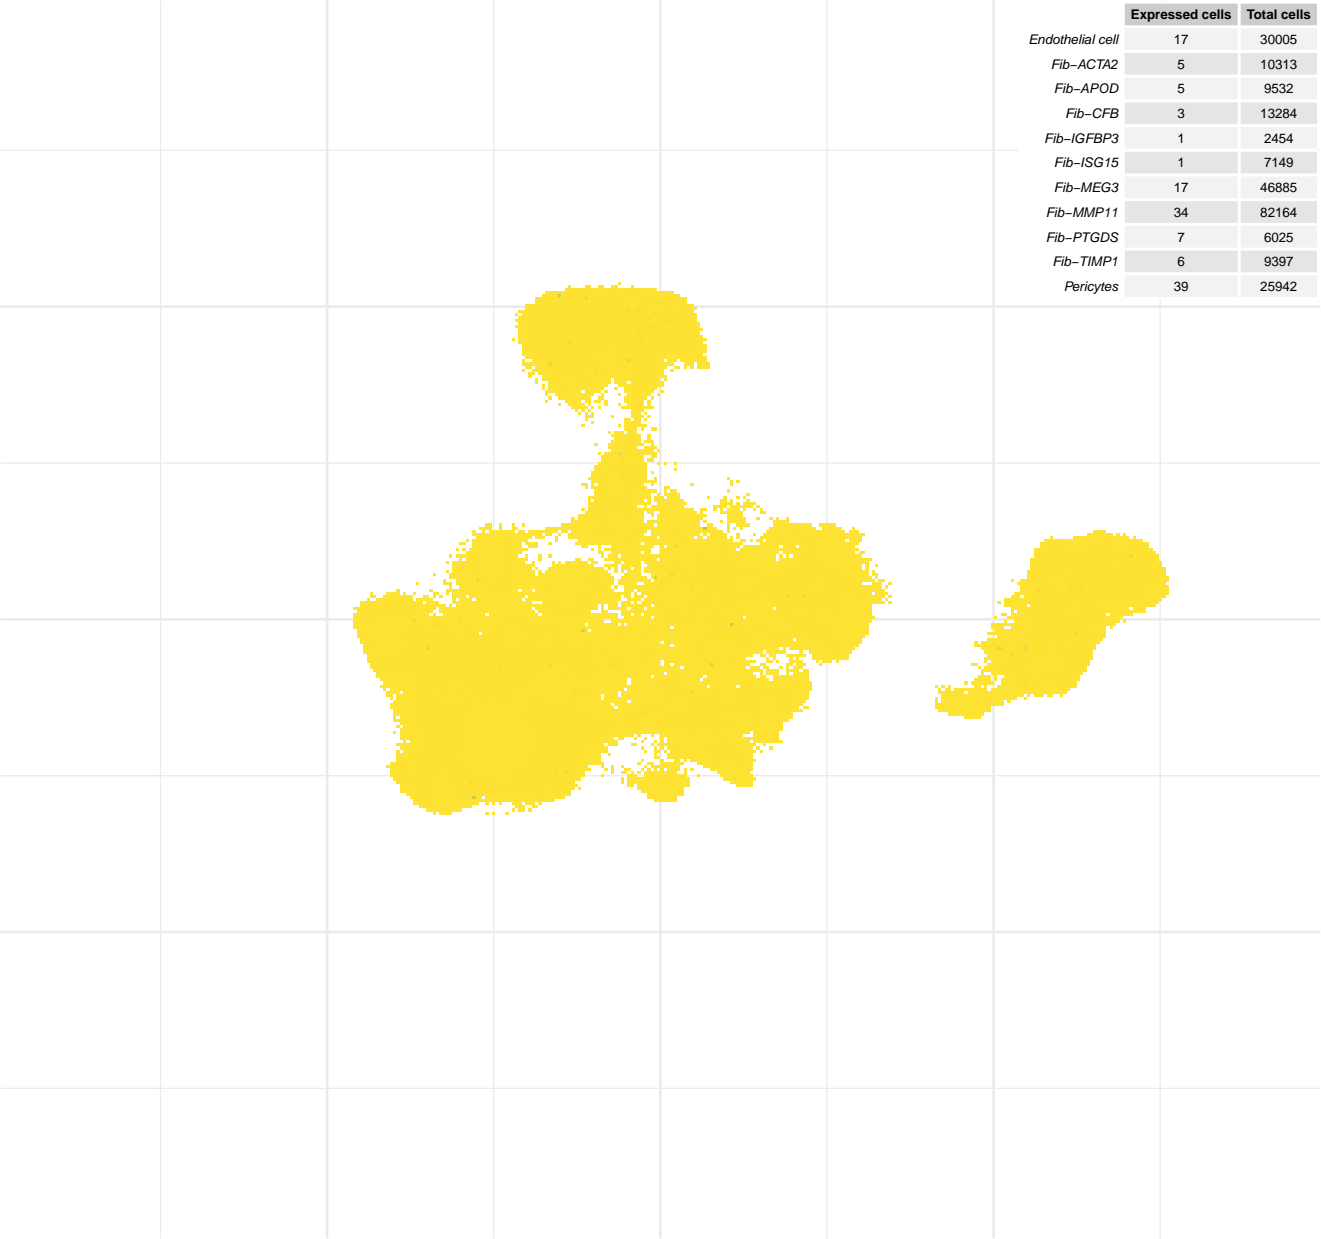 Expressed cells Total cells
Endothelial cell 17 30005
Fib−ACTA2 5 10313
Fib−APOD 5 9532
Fib−CFB 3 13284
Fib−IGFBP3 1 2454
Fib−ISG15 1 7149
Fib−MEG3 17 46885
Fib−MMP11 34 82164
Fib−PTGDS 7 6025
Fib−TIMP1 6 9397
Pericytes 39 25942